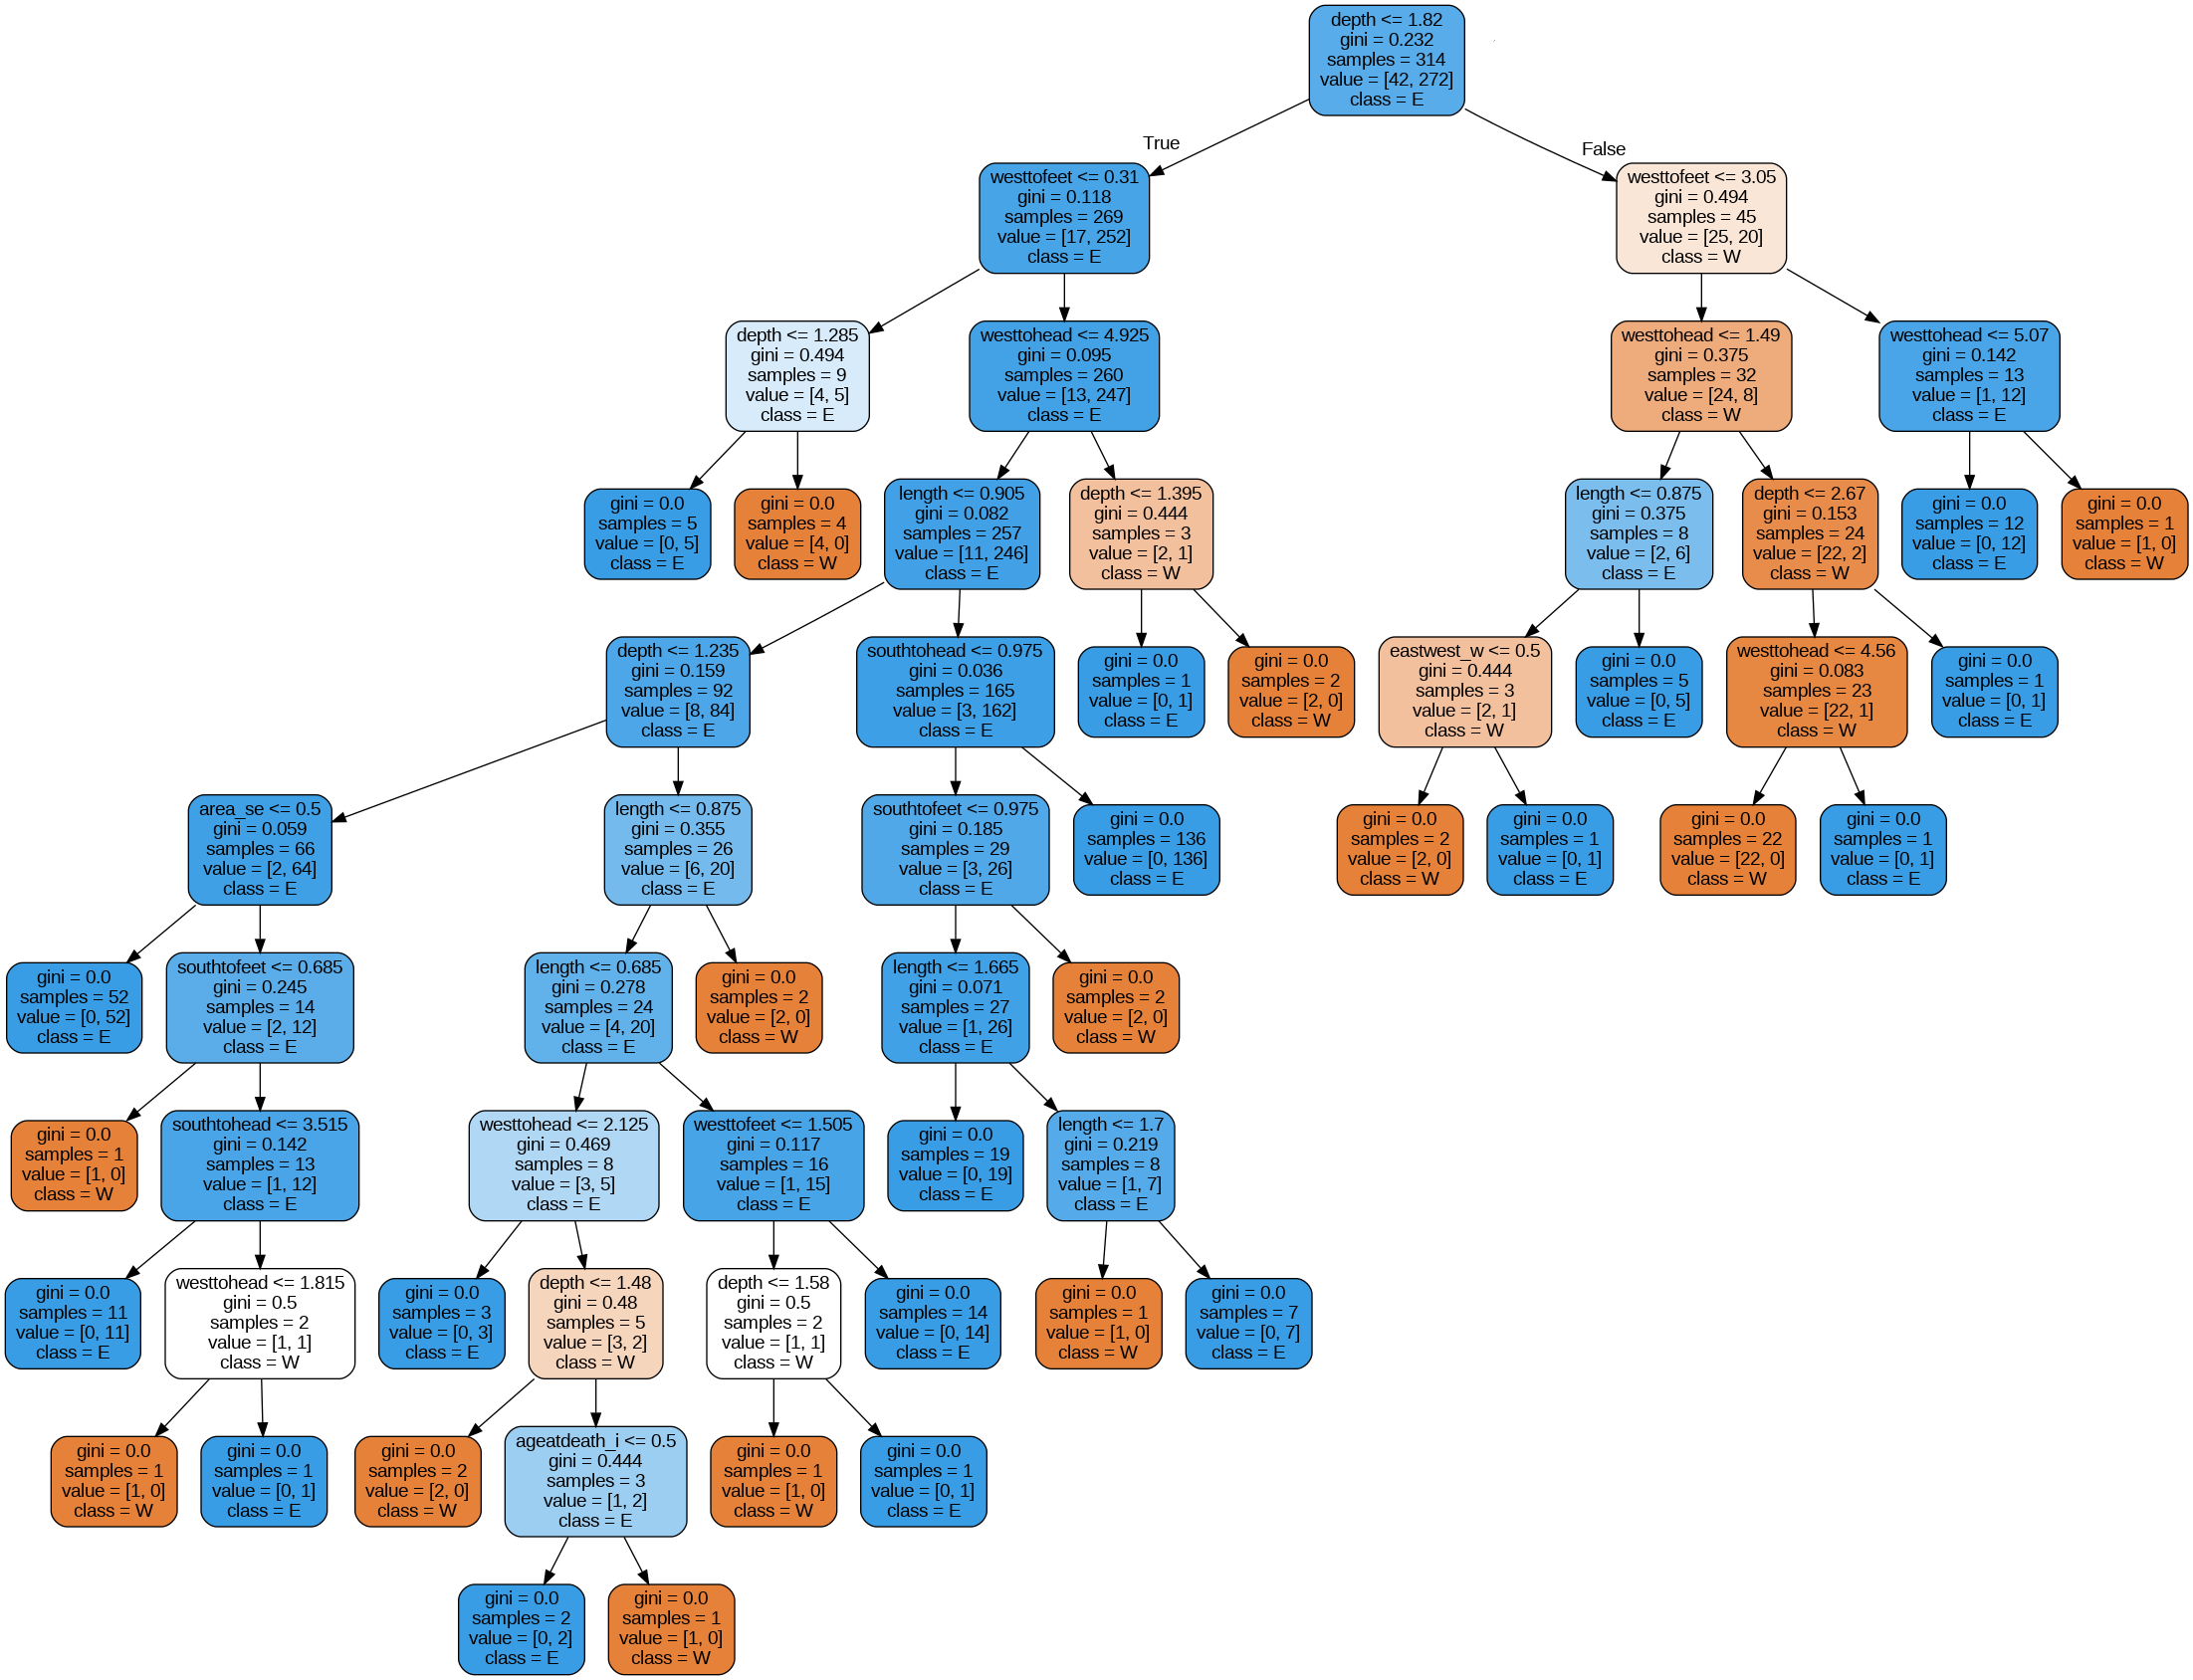 depth <= 1.82
gini = 0.232
samples = 314
value = [42, 272]
class = E
True
False
westtofeet <= 0.31
gini = 0.118
samples = 269
value = [17, 252]
class = E
westtofeet <= 3.05
gini = 0.494
samples = 45
value = [25, 20]
class = W
depth <= 1.285
gini = 0.494
samples = 9
value = [4, 5]
class = E
westtohead <= 4.925
gini = 0.095
samples = 260
value = [13, 247]
class = E
westtohead <= 1.49
gini = 0.375
samples = 32
value = [24, 8]
class = W
westtohead <= 5.07
gini = 0.142
samples = 13
value = [1, 12]
class = E
gini = 0.0
samples = 5
value = [0, 5]
class = E
gini = 0.0
samples = 4
value = [4, 0]
class = W
length <= 0.905
gini = 0.082
samples = 257
value = [11, 246]
class = E
depth <= 1.395
gini = 0.444
samples = 3
value = [2, 1]
class = W
length <= 0.875
gini = 0.375
samples = 8
value = [2, 6]
class = E
depth <= 2.67
gini = 0.153
samples = 24
value = [22, 2]
class = W
gini = 0.0
samples = 12
value = [0, 12]
class = E
gini = 0.0
samples = 1
value = [1, 0]
class = W
depth <= 1.235
gini = 0.159
samples = 92
value = [8, 84]
class = E
southtohead <= 0.975
gini = 0.036
samples = 165
value = [3, 162]
class = E
gini = 0.0
samples = 1
value = [0, 1]
class = E
gini = 0.0
samples = 2
value = [2, 0]
class = W
eastwest_w <= 0.5
gini = 0.444
samples = 3
value = [2, 1]
class = W
gini = 0.0
samples = 5
value = [0, 5]
class = E
westtohead <= 4.56
gini = 0.083
samples = 23
value = [22, 1]
class = W
gini = 0.0
samples = 1
value = [0, 1]
class = E
area_se <= 0.5
gini = 0.059
samples = 66
value = [2, 64]
class = E
length <= 0.875
gini = 0.355
samples = 26
value = [6, 20]
class = E
southtofeet <= 0.975
gini = 0.185
samples = 29
value = [3, 26]
class = E
gini = 0.0
samples = 136
value = [0, 136]
class = E
gini = 0.0
samples = 2
value = [2, 0]
class = W
gini = 0.0
samples = 1
value = [0, 1]
class = E
gini = 0.0
samples = 22
value = [22, 0]
class = W
gini = 0.0
samples = 1
value = [0, 1]
class = E
gini = 0.0
samples = 52
value = [0, 52]
class = E
southtofeet <= 0.685
gini = 0.245
samples = 14
value = [2, 12]
class = E
length <= 0.685
gini = 0.278
samples = 24
value = [4, 20]
class = E
gini = 0.0
samples = 2
value = [2, 0]
class = W
length <= 1.665
gini = 0.071
samples = 27
value = [1, 26]
class = E
gini = 0.0
samples = 2
value = [2, 0]
class = W
gini = 0.0
samples = 1
value = [1, 0]
class = W
southtohead <= 3.515
gini = 0.142
samples = 13
value = [1, 12]
class = E
westtohead <= 2.125
gini = 0.469
samples = 8
value = [3, 5]
class = E
westtofeet <= 1.505
gini = 0.117
samples = 16
value = [1, 15]
class = E
gini = 0.0
samples = 19
value = [0, 19]
class = E
length <= 1.7
gini = 0.219
samples = 8
value = [1, 7]
class = E
gini = 0.0
samples = 11
value = [0, 11]
class = E
westtohead <= 1.815
gini = 0.5
samples = 2
value = [1, 1]
class = W
gini = 0.0
samples = 3
value = [0, 3]
class = E
depth <= 1.48
gini = 0.48
samples = 5
value = [3, 2]
class = W
depth <= 1.58
gini = 0.5
samples = 2
value = [1, 1]
class = W
gini = 0.0
samples = 14
value = [0, 14]
class = E
gini = 0.0
samples = 1
value = [1, 0]
class = W
gini = 0.0
samples = 7
value = [0, 7]
class = E
gini = 0.0
samples = 1
value = [1, 0]
class = W
gini = 0.0
samples = 1
value = [0, 1]
class = E
gini = 0.0
samples = 2
value = [2, 0]
class = W
ageatdeath_i <= 0.5
gini = 0.444
samples = 3
value = [1, 2]
class = E
gini = 0.0
samples = 1
value = [1, 0]
class = W
gini = 0.0
samples = 1
value = [0, 1]
class = E
gini = 0.0
samples = 2
value = [0, 2]
class = E
gini = 0.0
samples = 1
value = [1, 0]
class = W